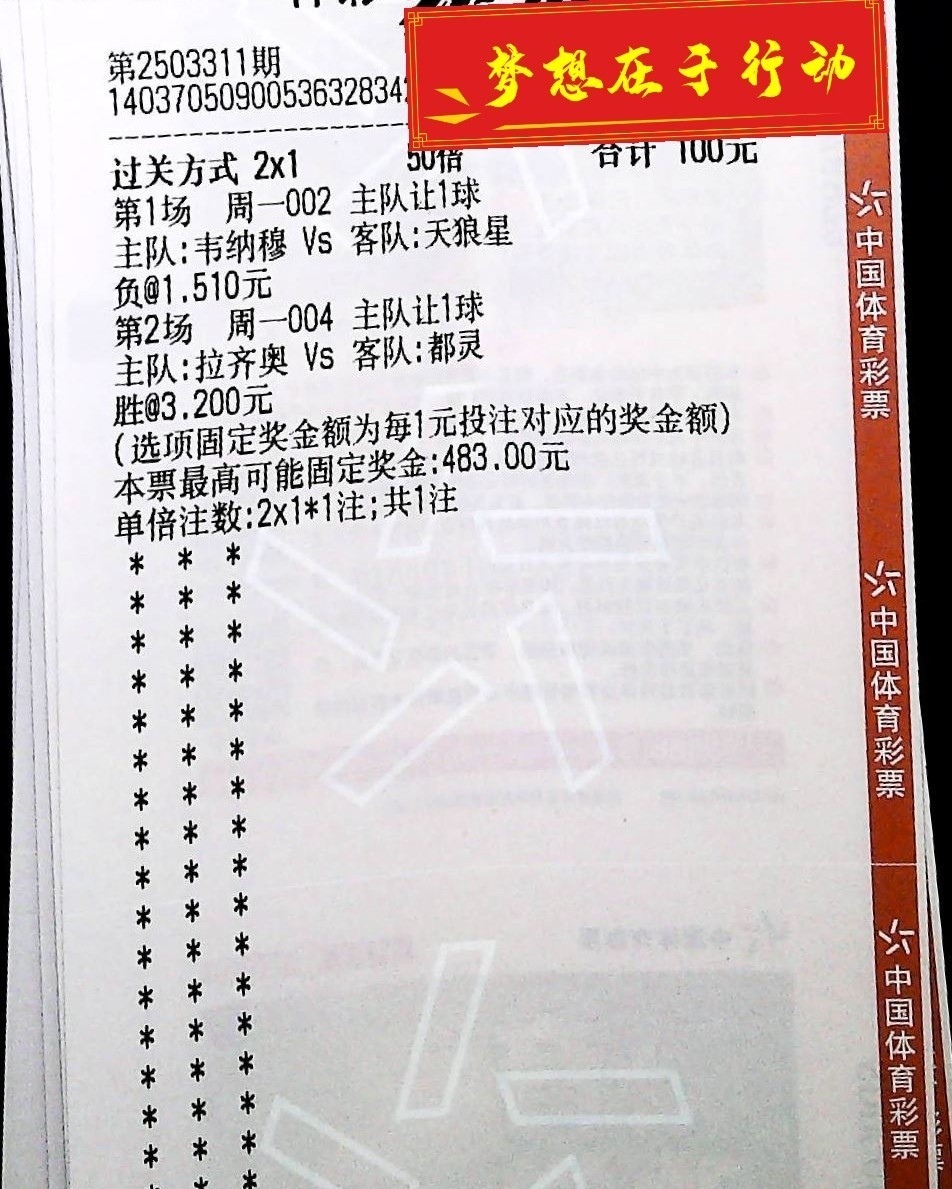 梦想在于行动
第2503311期
14037050900536328342
过关方式 2x1 50倍 合计 100元
第1场 周一002 主队让1球
主队:韦纳穆 Vs 客队:天狼星
负@1.510元
第2场 周一004 主队让1球
主队:拉齐奥 Vs 客队:都灵
胜@3.200元
(选项固定奖金额为每1元投注对应的奖金额)
本票最高可能固定奖金:483.00元
单倍注数:2x1*1注;共1注
中国体育彩票
中国体育彩票
中国体育彩票